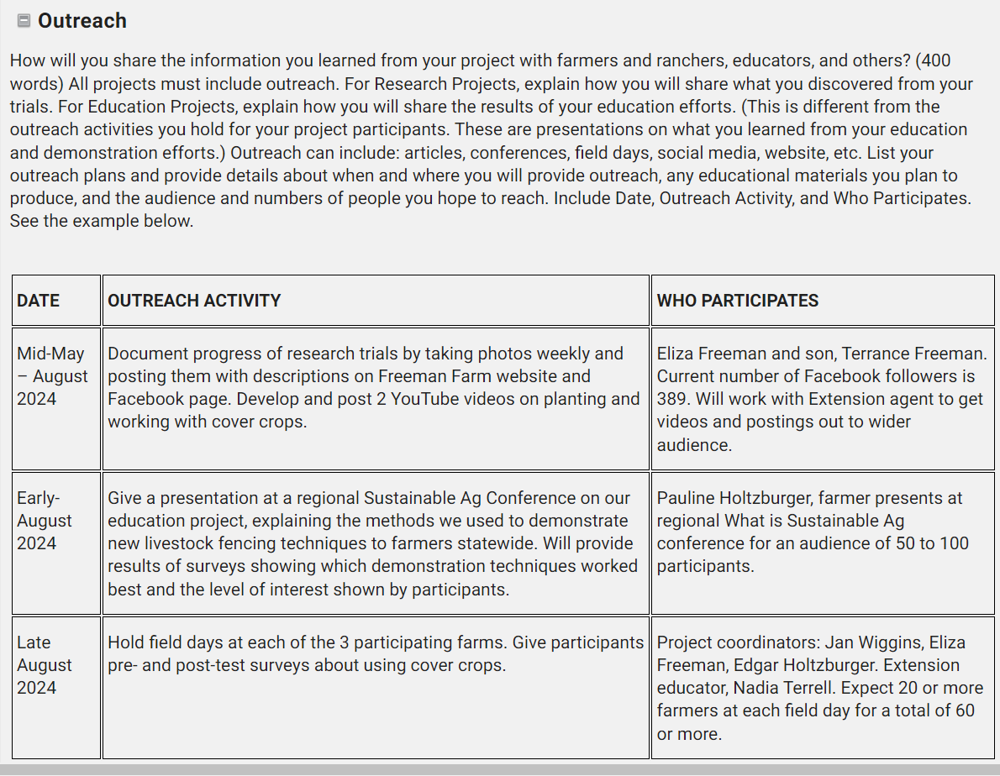 Outreach
How will you share the information you learned from your project with farmers and ranchers, educators, and others? (400
words) All projects must include outreach. For Research Projects, explain how you will share what you discovered from your
trials. For Education Projects, explain how you will share the results of your education efforts. (This is different from the
outreach activities you hold for your project participants. These are presentations on what you learned from your education
and demonstration efforts.) Outreach can include: articles, conferences, field days, social media, website, etc. List your
outreach plans and provide details about when and where you will provide outreach, any educational materials you plan to
produce, and the audience and numbers of people you hope to reach. Include Date, Outreach Activity, and Who Participates.
See the example below.
DATE
OUTREACH ACTIVITY
WHO PARTICIPATES
Mid-May
– August
2024
Document progress of research trials by taking photos weekly and
posting them with descriptions on Freeman Farm website and
Facebook page. Develop and post 2 YouTube videos on planting and
working with cover crops.
Eliza Freeman and son, Terrance Freeman.
Current number of Facebook followers is
389. Will work with Extension agent to get
videos and postings out to wider
audience.
Early-
August
2024
Give a presentation at a regional Sustainable Ag Conference on our
education project, explaining the methods we used to demonstrate
new livestock fencing techniques to farmers statewide. Will provide
results of surveys showing which demonstration techniques worked
best and the level of interest shown by participants.
Pauline Holtzburger, farmer presents at
regional What is Sustainable Ag
conference for an audience of 50 to 100
participants.
Late
August
2024
Hold field days at each of the 3 participating farms. Give participants
pre- and post-test surveys about using cover crops.
Project coordinators: Jan Wiggins, Eliza
Freeman, Edgar Holtzburger. Extension
educator, Nadia Terrell. Expect 20 or more
farmers at each field day for a total of 60
or more.